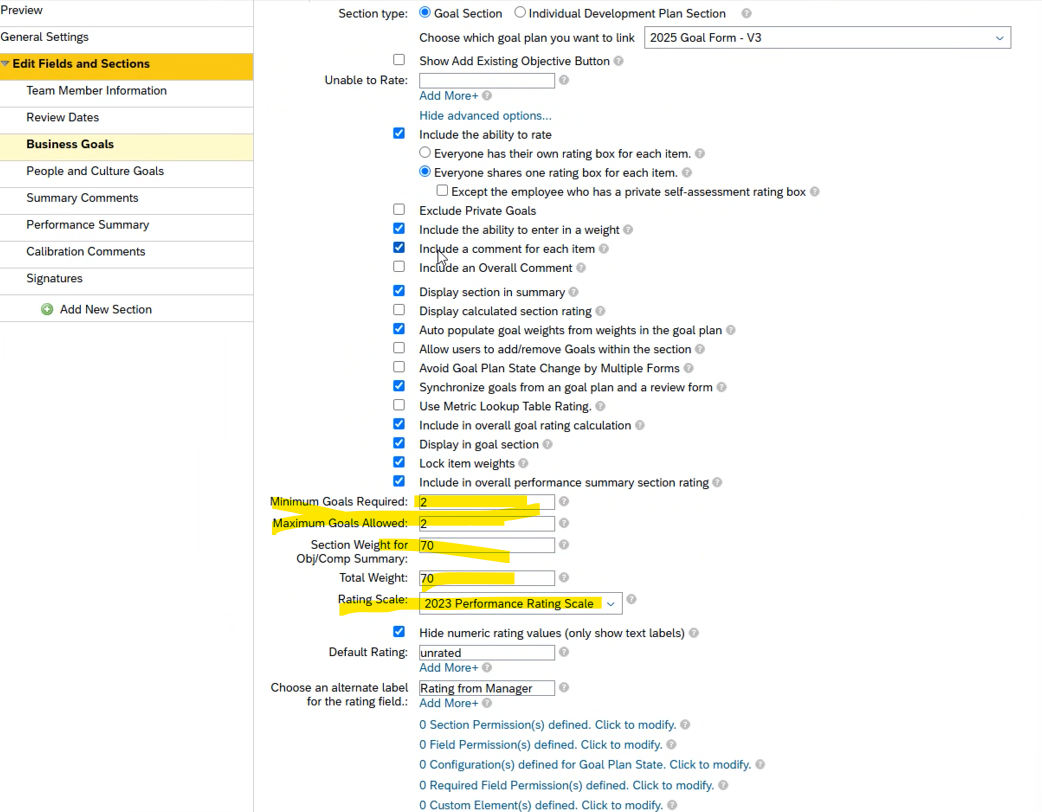 Preview
General Settings
Edit Fields and Sections
Team Member Information
Review Dates
Business Goals
People and Culture Goals
Summary Comments
Performance Summary
Calibration Comments
Signatures
Add New Section
Section type: Goal Section Individual Development Plan Section ?
Choose which goal plan you want to link 2025 Goal Form - V3
Show Add Existing Objective Button ?
Unable to Rate: ?
Add More+ ?
Hide advanced options...
Include the ability to rate
Everyone has their own rating box for each item. ?
Everyone shares one rating box for each item. ?
Except the employee who has a private self-assessment rating box ?
Exclude Private Goals
Include the ability to enter in a weight ?
Include a comment for each item ?
Include an Overall Comment ?
Display section in summary ?
Display calculated section rating ?
Auto populate goal weights from weights in the goal plan ?
Allow users to add/remove Goals within the section ?
Avoid Goal Plan State Change by Multiple Forms ?
Synchronize goals from an goal plan and a review form ?
Use Metric Lookup Table Rating. ?
Include in overall goal rating calculation ?
Display in goal section ?
Lock item weights ?
Include in overall performance summary section rating ?
Minimum Goals Required: 2 ?
Maximum Goals Allowed: 2 ?
Section Weight for 70 ?
Obj/Comp Summary:
Total Weight: 70 ?
Rating Scale: 2023 Performance Rating Scale ?
Hide numeric rating values (only show text labels) ?
Default Rating: unrated ?
Add More+ ?
Choose an alternate label Rating from Manager ?
for the rating field.: Add More+ ?
0 Section Permission(s) defined. Click to modify. ?
0 Field Permission(s) defined. Click to modify. ?
0 Configuration(s) defined for Goal Plan State. Click to modify. ?
0 Required Field Permission(s) defined. Click to modify. ?
0 Custom Element(s) defined. Click to modify. ?